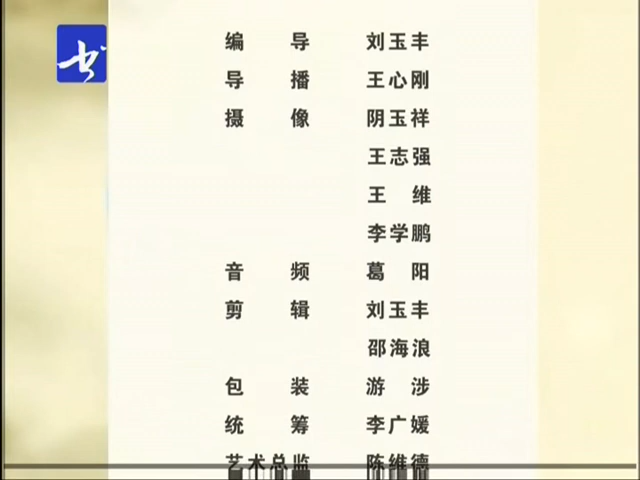 编导 刘玉丰
导播 王心刚
摄像 阴玉祥
王志强
王维
李学鹏
音频 葛阳
剪辑 刘玉丰
邵海浪
包装 游涉
统筹 李广媛
艺术总监 陈维德